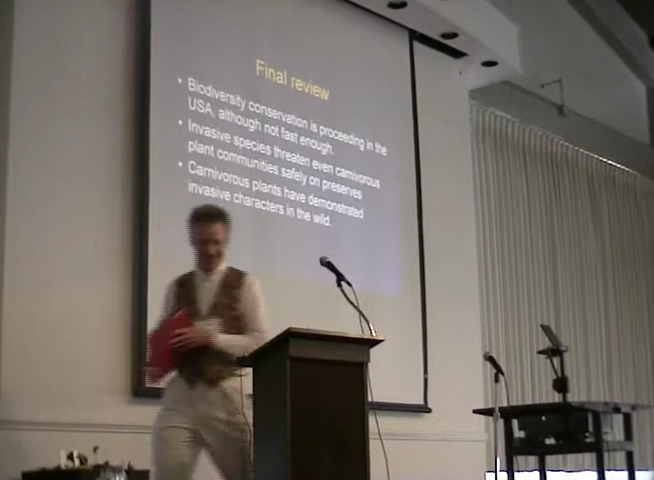 Final review
• Biodiversity conservation is proceeding in the
USA, although not fast enough.
• Invasive species threaten even carnivorous
plant communities safely on preserves
• Carnivorous plants have demonstrated
invasive characters in the wild.